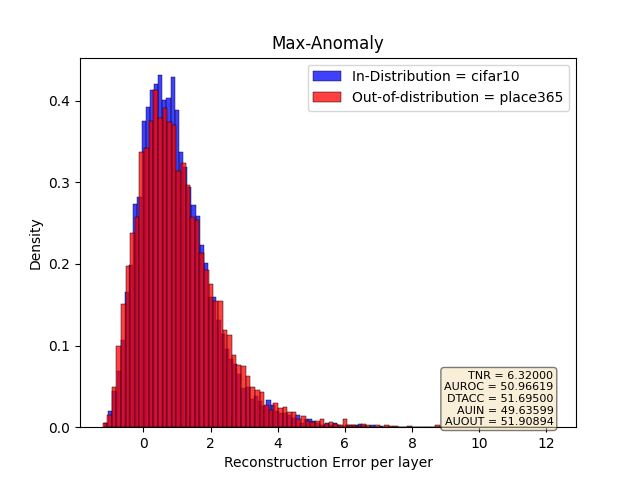 Max-Anomaly
In-Distribution = cifar10
Out-of-distribution = place365
Density
0.4
0.3
0.2
0.1
0.0
TNR = 6.32000
AUROC = 50.96619
DTACC = 51.69500
AUIN = 49.63599
AUOUT = 51.90894
0 2 4 6 8 10 12
Reconstruction Error per layer